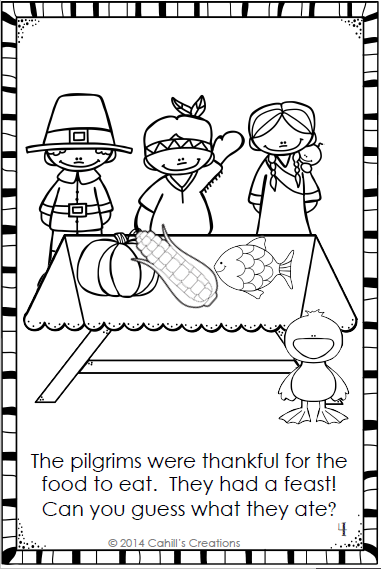 The pilgrims were thankful for the
food to eat. They had a feast!
Can you guess what they ate?
4
© 2014 Cahill's Creations